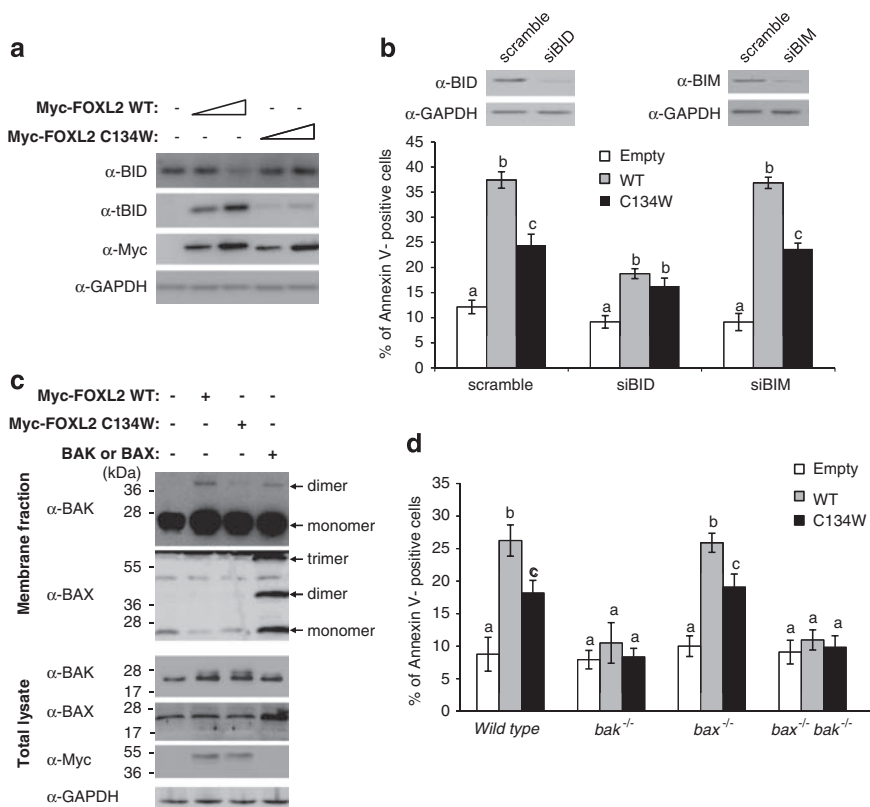 a
Myc-FOXL2 WT: - - -
Myc-FOXL2 C134W: - - -
α-BID
α-tBID
α-Myc
α-GAPDH
b
scramble siBID
α-BID
α-GAPDH
scramble siBIM
α-BIM
α-GAPDH
% of Annexin V- positive cells
45
40
35
30
25
20
15
10
5
0
Empty
WT
C134W
a b c
a b b
a b c
scramble siBID siBIM
c
Myc-FOXL2 WT: - + - -
Myc-FOXL2 C134W: - - + -
BAK or BAX: - - - +
(kDa)
Membrane fraction
α-BAK
36
28
dimer
monomer
α-BAX
55
36
28
trimer
dimer
monomer
Total lysate
α-BAK
28
17
α-BAX
28
17
α-Myc
55
36
α-GAPDH
d
% of Annexin V- positive cells
35
30
25
20
15
10
5
0
Empty
WT
C134W
a b c
a a a
a b c
a a a
Wild type bak -/- bax -/- bax -/- bak -/-